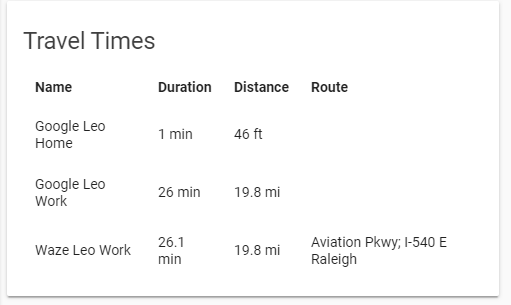 Travel Times
Name Duration Distance Route
Google Leo
Home
1 min 46 ft
Google Leo
Work
26 min 19.8 mi
Waze Leo Work
26.1
min
19.8 mi
Aviation Pkwy; I-540 E
Raleigh